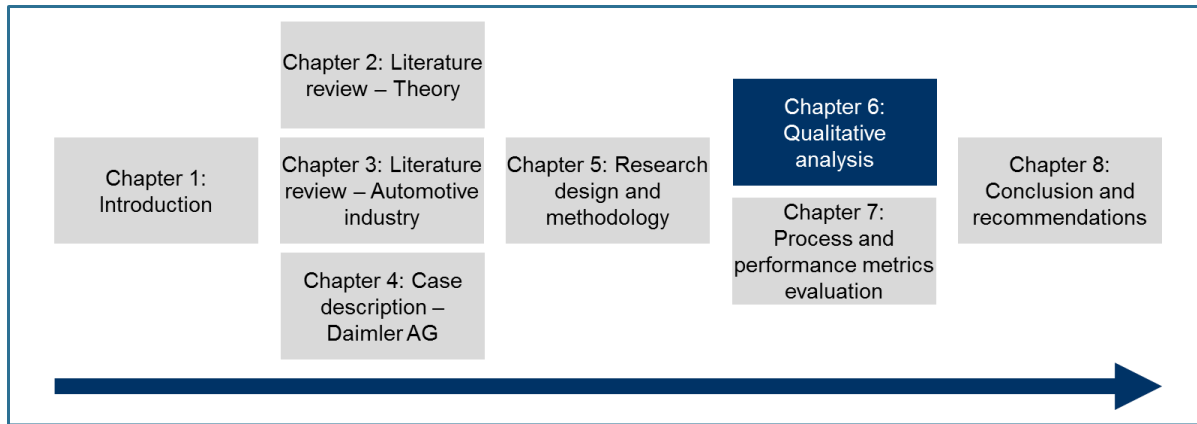 Chapter 1:
Introduction
Chapter 2: Literature
review – Theory
Chapter 3: Literature
review – Automotive
industry
Chapter 4: Case
description –
Daimler AG
Chapter 5: Research
design and
methodology
Chapter 6:
Qualitative
analysis
Chapter 7:
Process and
performance metrics
evaluation
Chapter 8:
Conclusion and
recommendations